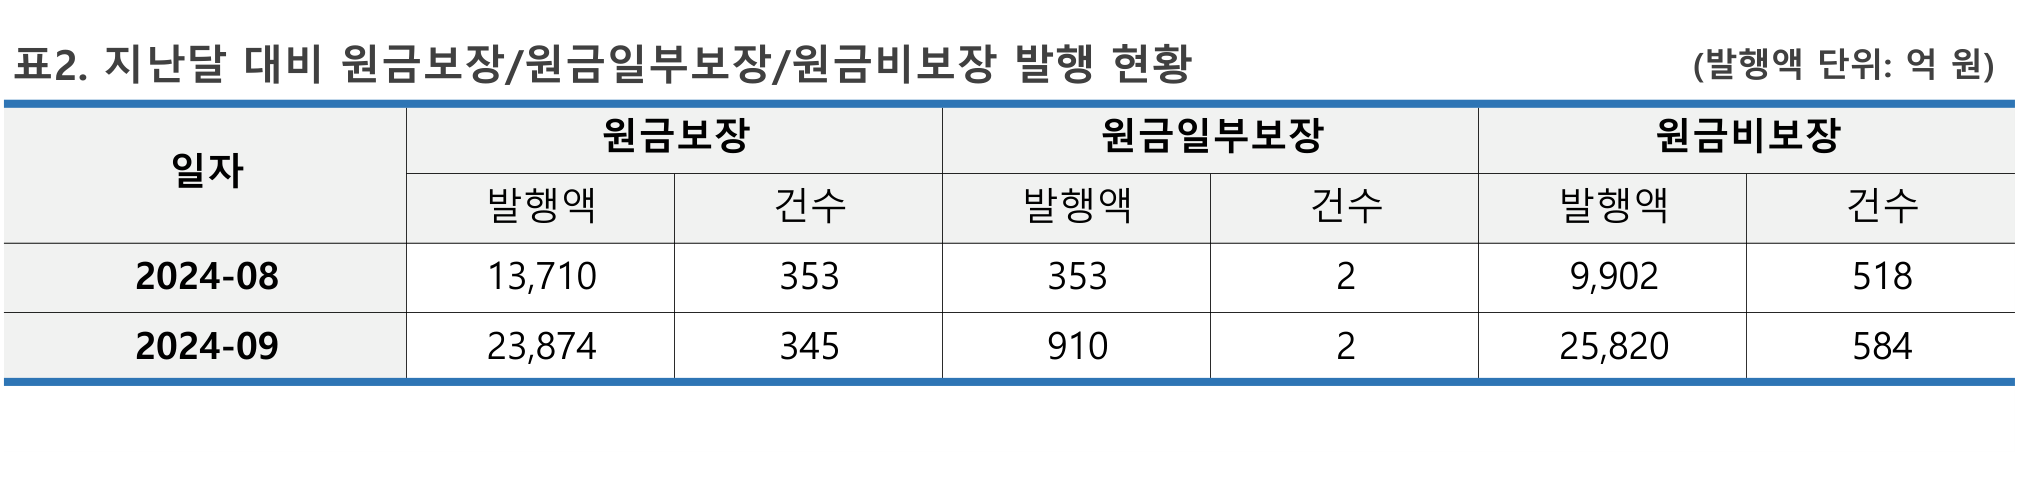 표2. 지난달 대비 원금보장/원금일부보장/원금비보장 발행 현황 (발행액 단위: 억 원)
일자 원금보장 원금일부보장 원금비보장
발행액 건수 발행액 건수 발행액 건수
2024-08 13,710 353 353 2 9,902 518
2024-09 23,874 345 910 2 25,820 584